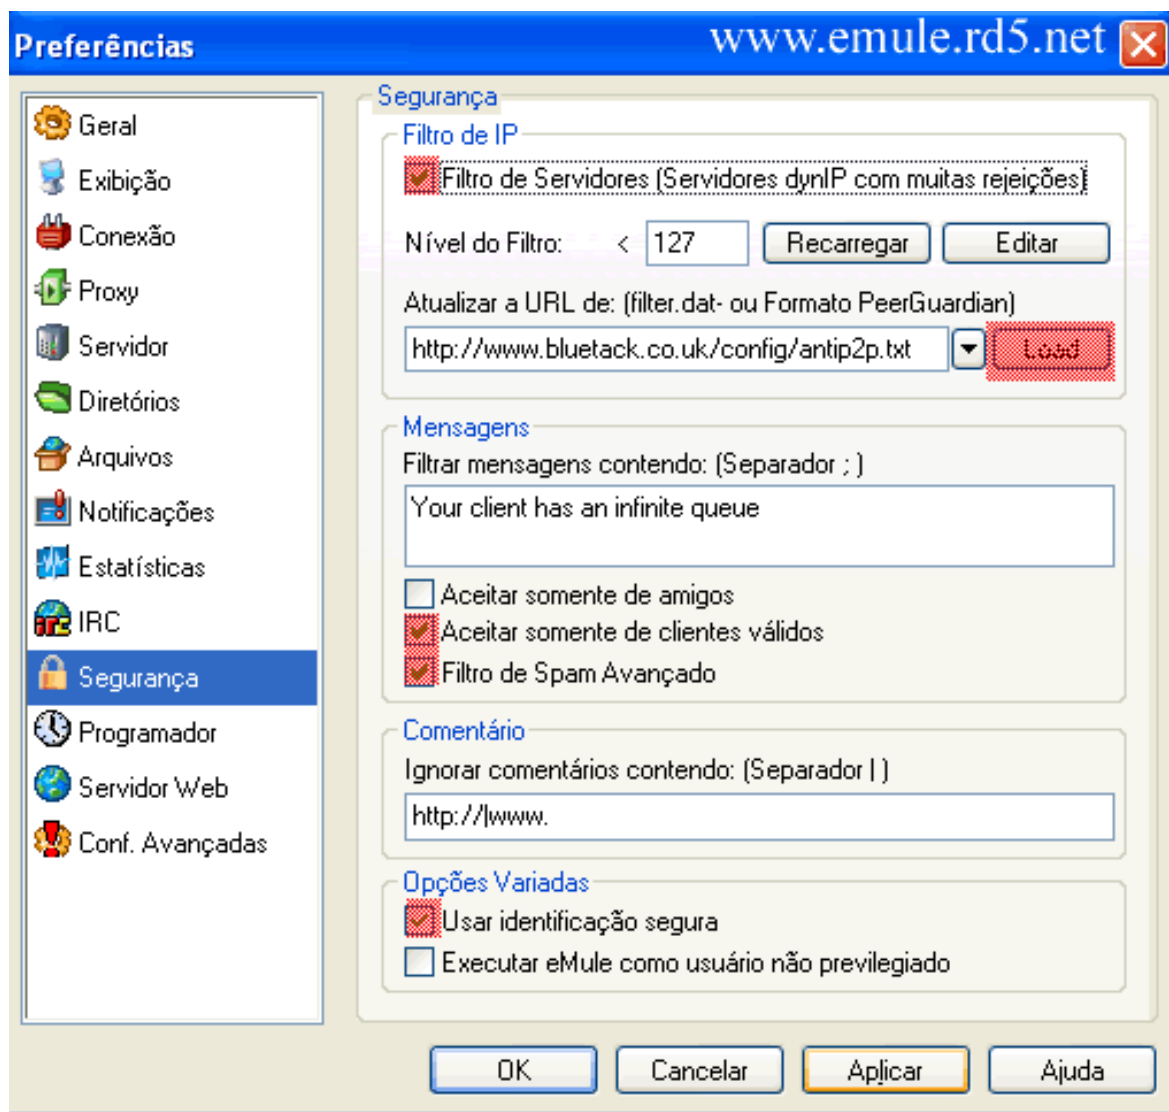 Preferências
www.emule.rd5.net
Geral
Exibição
Conexão
Proxy
Servidor
Diretórios
Arquivos
Notificações
Estatísticas
IRC
Segurança
Programador
Servidor Web
Conf. Avançadas
Segurança
Filtro de IP
Filtro de Servidores (Servidores dynIP com muitas rejeições)
Nível do Filtro: < 127 Recarregar Editar
Atualizar a URL de: (filter.dat- ou Formato PeerGuardian)
http://www.bluetack.co.uk/config/antip2p.txt Load
Mensagens
Filtrar mensagens contendo: (Separador ; )
Your client has an infinite queue
Aceitar somente de amigos
Aceitar somente de clientes válidos
Filtro de Spam Avançado
Comentário
Ignorar comentários contendo: (Separador | )
http://|www.
Opções Variadas
Usar identificação segura
Executar eMule como usuário não previlegiado
OK Cancelar Aplicar Ajuda